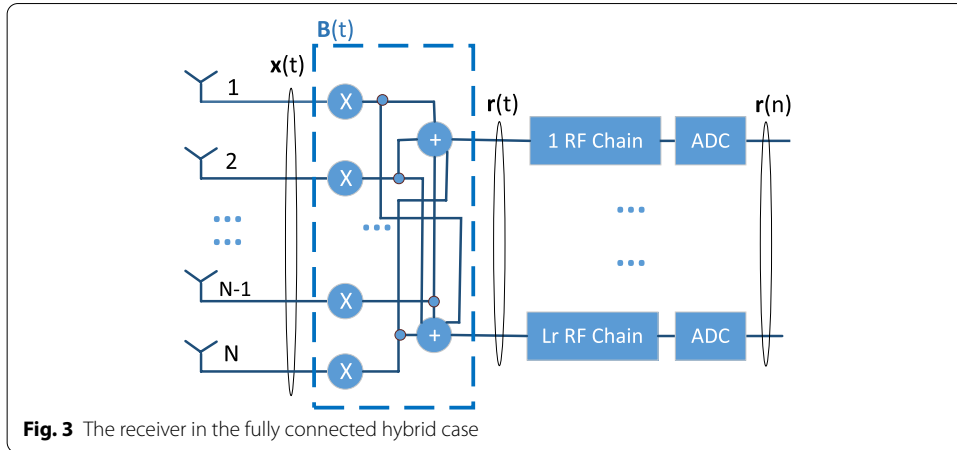 B(t)
x(t)
1
X
r(t)
r(n)
+
1 RF Chain
ADC
2
X
...
...
...
...
...
N-1
X
+
Lr RF Chain
ADC
N
X
Fig. 3 The receiver in the fully connected hybrid case